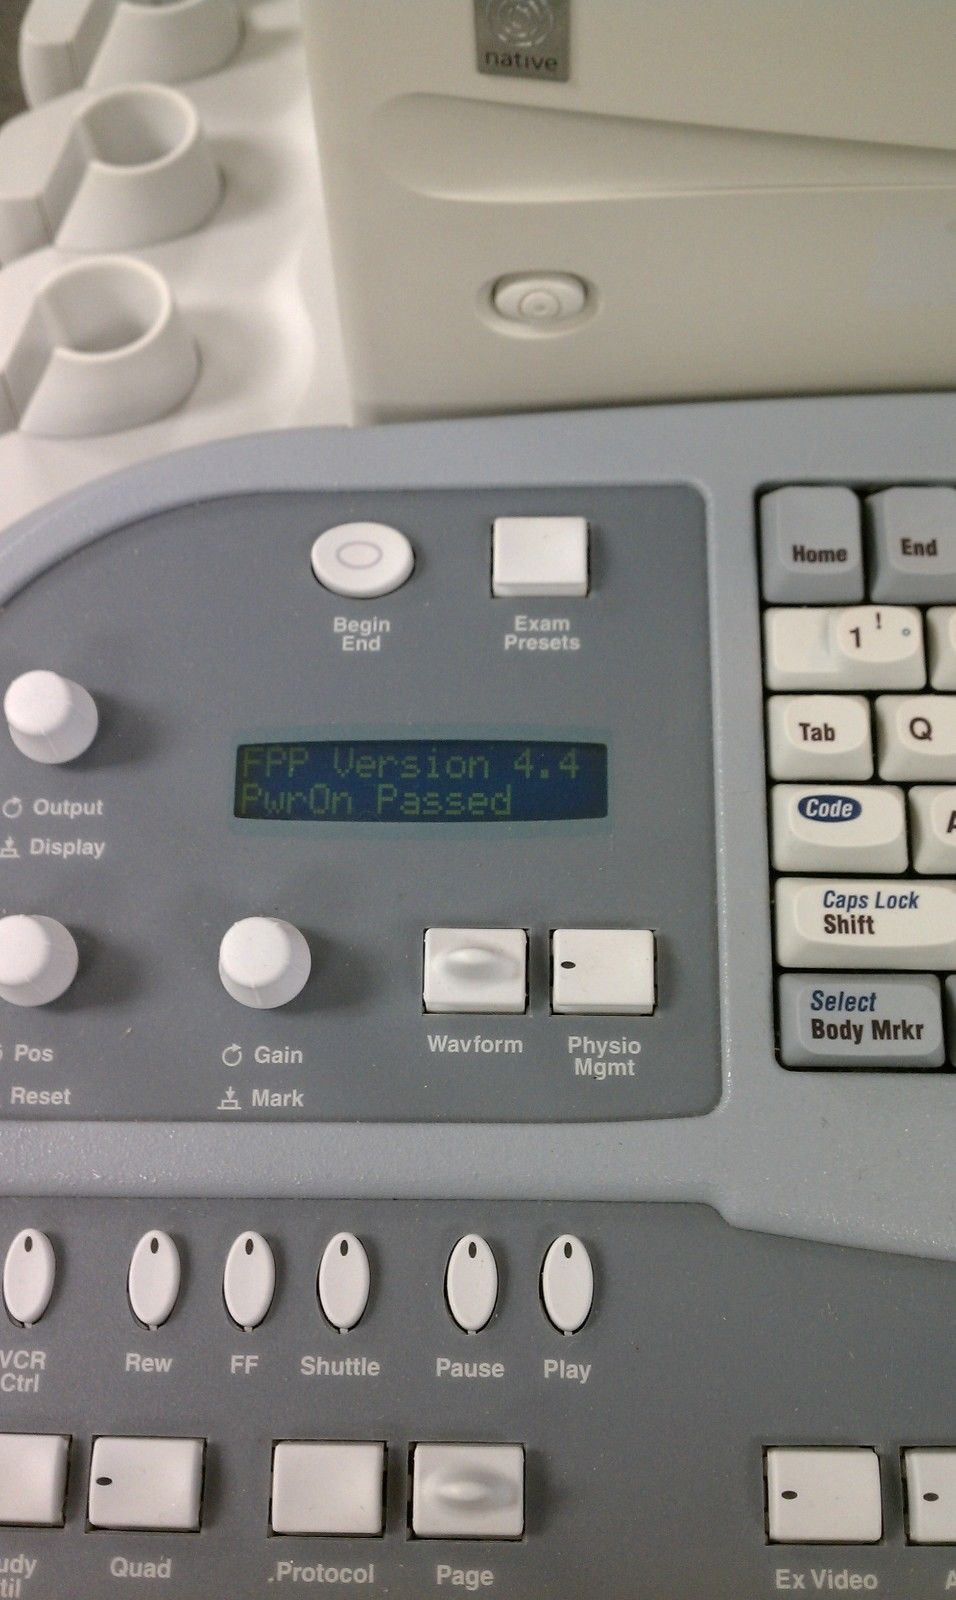 native
Home
End
Begin
End
Exam
Presets
1 !
Tab
Q
FPP Version 4.4
PwrOn Passed
Output
Display
Code
A
Caps Lock
Shift
Select
Body Mrkr
Pos
Reset
Gain
Mark
Wavform
Physio
Mgmt
VCR
Ctrl
Rew
FF
Shuttle
Pause
Play
Quad
Protocol
Page
Ex Video